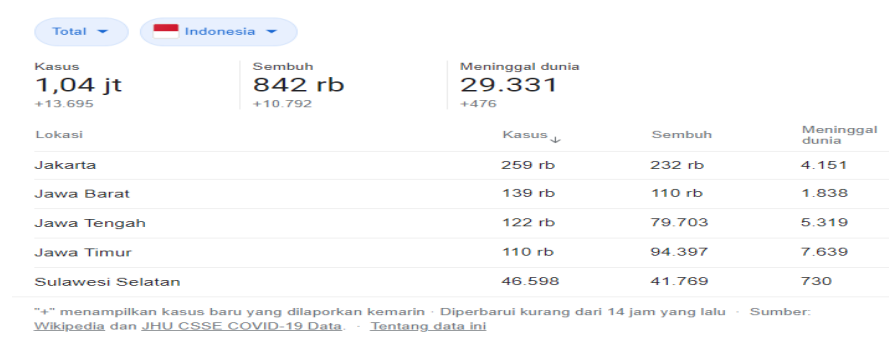 Total Indonesia
Kasus Sembuh Meninggal dunia
1,04 jt 842 rb 29.331
+13.695 +10.792 +476
Lokasi Kasus↓ Sembuh Meninggal dunia
Jakarta 259 rb 232 rb 4.151
Jawa Barat 139 rb 110 rb 1.838
Jawa Tengah 122 rb 79.703 5.319
Jawa Timur 110 rb 94.397 7.639
Sulawesi Selatan 46.598 41.769 730
"+" menampilkan kasus baru yang dilaporkan kemarin · Diperbarui kurang dari 14 jam yang lalu · Sumber:
Wikipedia dan JHU CSSE COVID-19 Data. · Tentang data ini